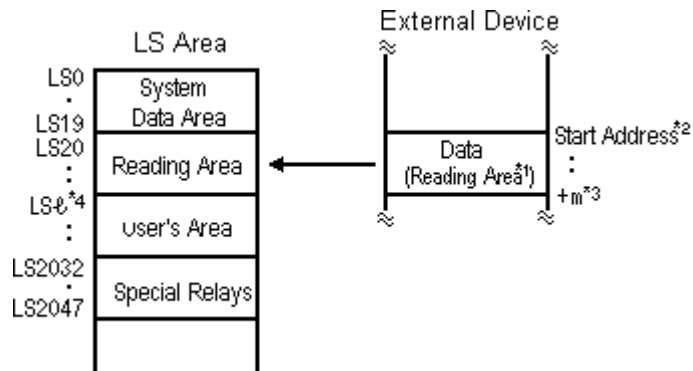 External Device
LS Area
LS0
LS19
System
Data Area
LS20
Reading Area
Data
(Reading Area*1)
Start Address*2
+m*3
LS-ℓ*4
User's Area
LS2032
LS2047
Special Relays